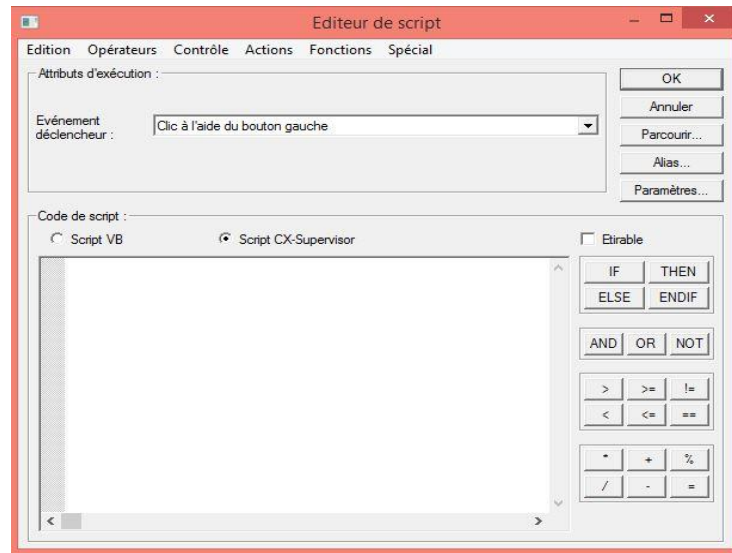 Editeur de script
Edition Opérateurs Contrôle Actions Fonctions Spécial
Attributs d'exécution :
OK
Annuler
Evénement
déclencheur :
Clic à l'aide du bouton gauche
Parcourir...
Alias...
Paramètres...
Code de script :
Script VB
Script CX-Supervisor
Etirable
IF THEN
ELSE ENDIF
AND OR NOT
> >= !=
< <= ==
* + %
/ - =